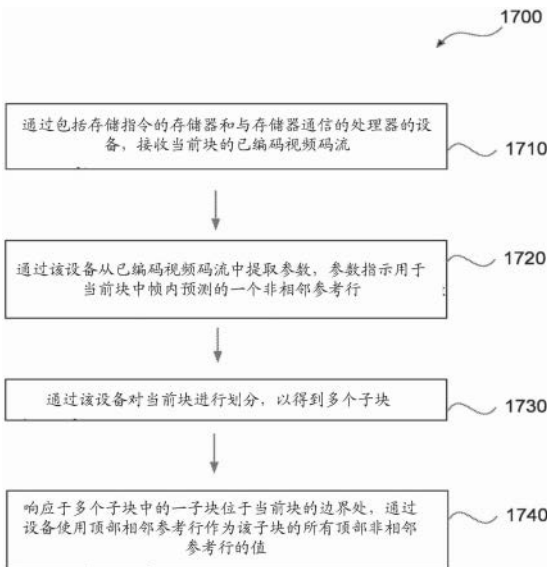 1700
通过包括存储指令的存储器和与存储器通信的处理器的设
备，接收当前块的已编码视频码流
1710
通过该设备从已编码视频码流中提取参数，参数指示用于
当前块中帧内预测的一个非相邻参考行
1720
通过该设备对当前块进行划分，以得到多个子块
1730
响应于多个子块中的一子块位于当前块的边界处，通过
设备使用顶部相邻参考行作为该子块的所有顶部非相邻
参考行的值
1740